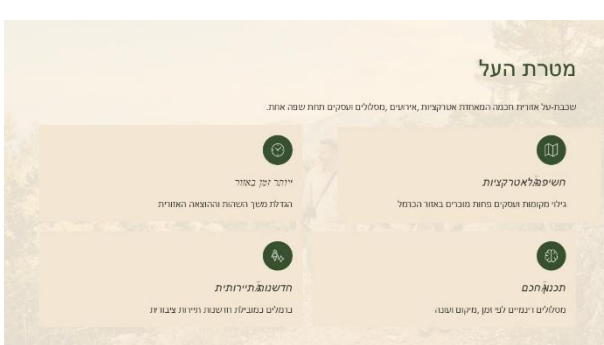 מטרת העל
שכבת-על אזורית חכמה המאחדת אטרקציות ,אירועים ,מסלולים ועסקים תחת שפה אחת.
חשיפה לאטרקציות
גילוי מקומות ועסקים פחות מוכרים באזור הכרמל
יותר זמן באזור
הגדלת משך השהות וההוצאה האזורית
תכנון חכם
מסלולים דינמיים לפי זמן ,מיקום ועונה
חדשנות תיירותית
כרמלים כמובילת חדשנות תיירות ציבורית